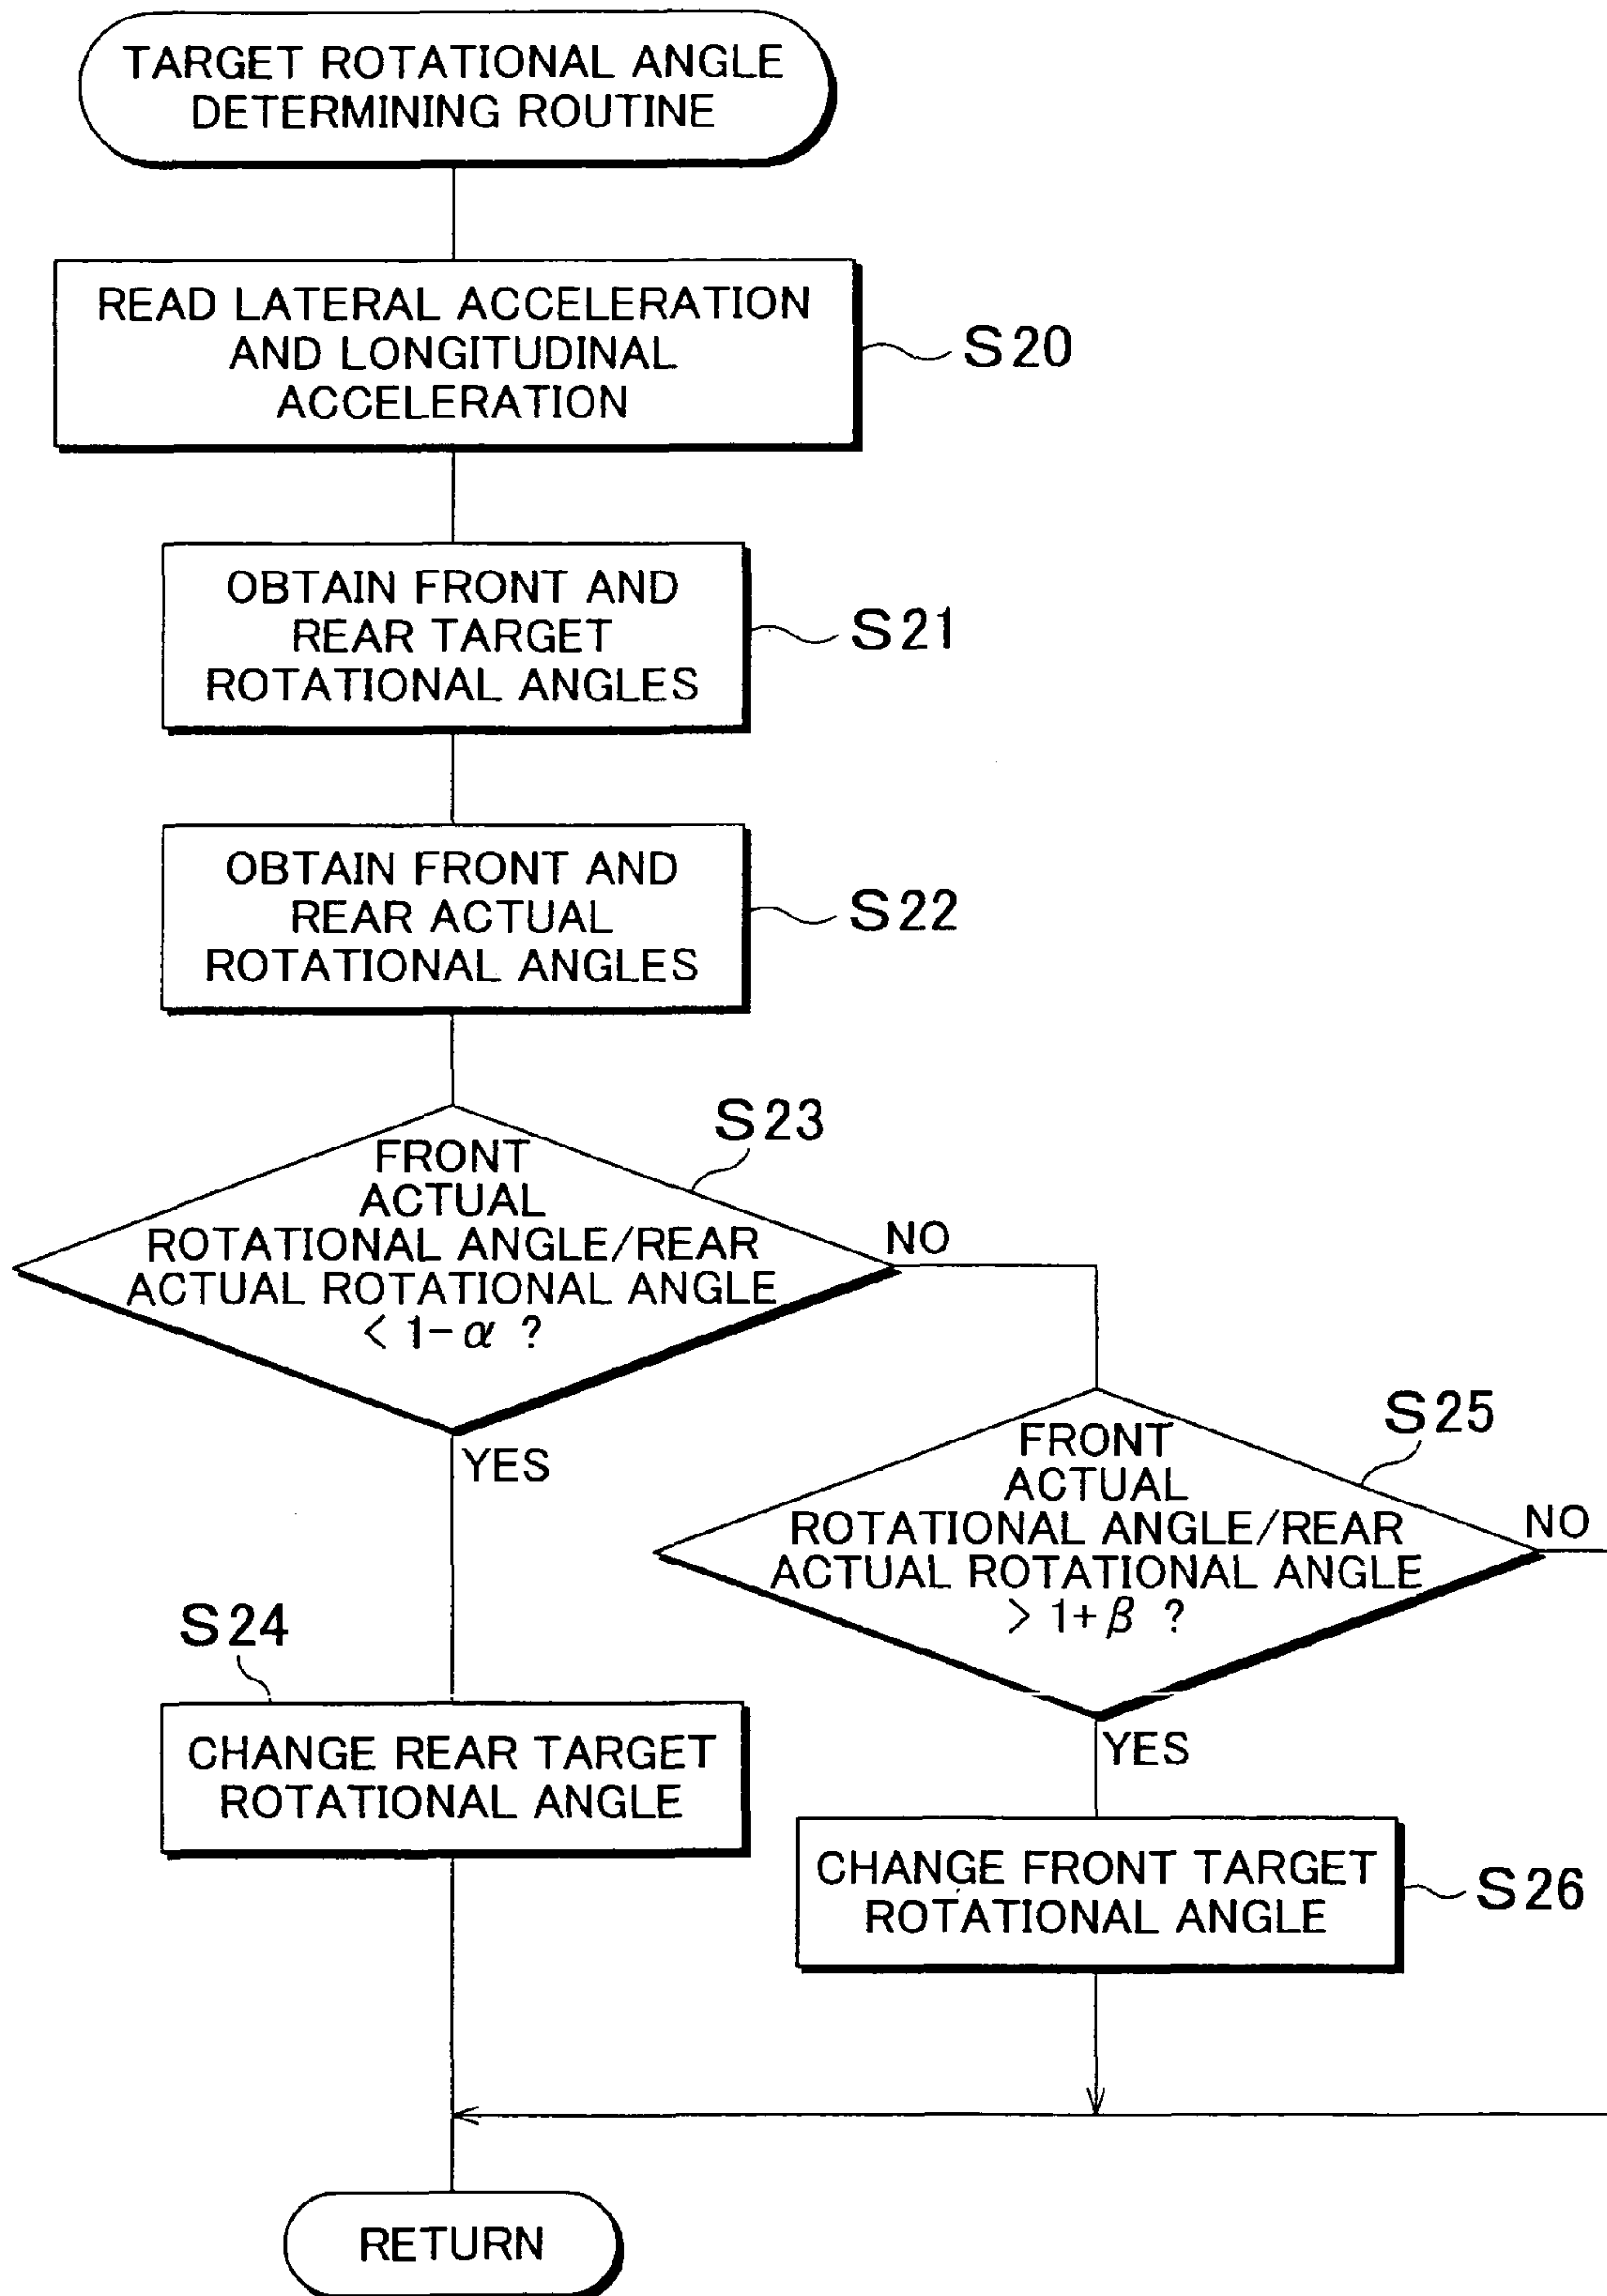 TARGET ROTATIONAL ANGLE
DETERMINING ROUTINE
READ LATERAL ACCELERATION
AND LONGITUDINAL
ACCELERATION
S20
OBTAIN FRONT AND
REAR TARGET
ROTATIONAL ANGLES
S21
OBTAIN FRONT AND
REAR ACTUAL
ROTATIONAL ANGLES
S22
S23
FRONT
ACTUAL
ROTATIONAL ANGLE/REAR
ACTUAL ROTATIONAL ANGLE
< 1-α ?
NO
YES
S25
FRONT
ACTUAL
ROTATIONAL ANGLE/REAR
ACTUAL ROTATIONAL ANGLE
> 1+β ?
NO
YES
S24
CHANGE REAR TARGET
ROTATIONAL ANGLE
CHANGE FRONT TARGET
ROTATIONAL ANGLE
S26
RETURN